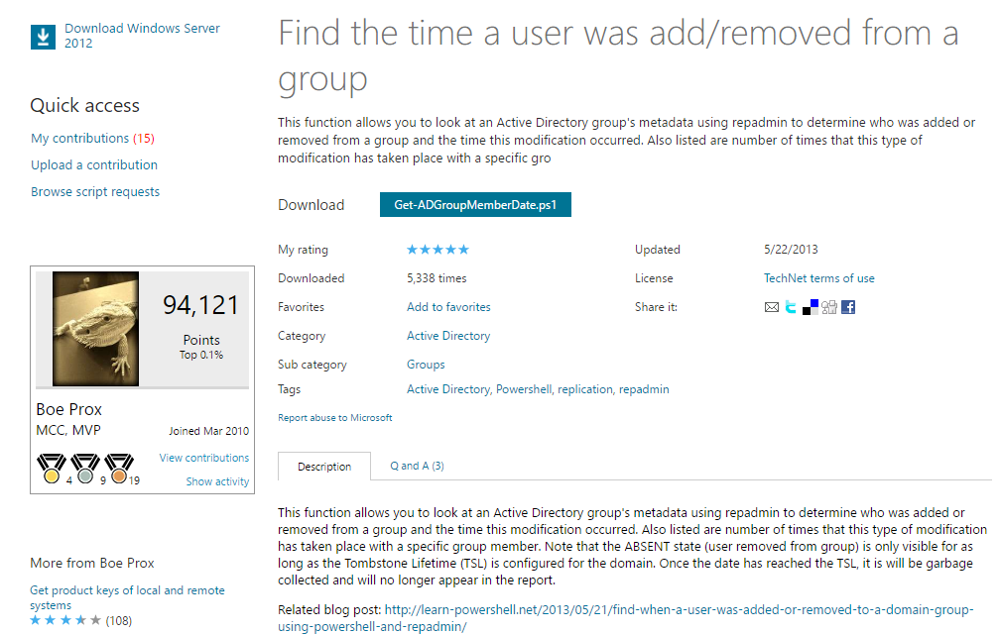 Download Windows Server
2012
Quick access
My contributions (15)
Upload a contribution
Browse script requests
94,121
Points
Top 0.1%
Boe Prox
MCC, MVP
Joined Mar 2010
View contributions
4 9 19
Show activity
More from Boe Prox
Get product keys of local and remote
systems
(108)
Find the time a user was add/removed from a
group
This function allows you to look at an Active Directory group's metadata using repadmin to determine who was added or
removed from a group and the time this modification occurred. Also listed are number of times that this type of
modification has taken place with a specific gro
Download Get-ADGroupMemberDate.ps1
My rating Updated 5/22/2013
Downloaded 5,338 times License TechNet terms of use
Favorites Add to favorites Share it:
Category Active Directory
Sub category Groups
Tags Active Directory, Powershell, replication, repadmin
Report abuse to Microsoft
Description Q and A (3)
This function allows you to look at an Active Directory group's metadata using repadmin to determine who was added or
removed from a group and the time this modification occurred. Also listed are number of times that this type of modification
has taken place with a specific group member. Note that the ABSENT state (user removed from group) is only visible for as
long as the Tombstone Lifetime (TSL) is configured for the domain. Once the date has reached the TSL, it is will be garbage
collected and will no longer appear in the report.
Related blog post: http://learn-powershell.net/2013/05/21/find-when-a-user-was-added-or-removed-to-a-domain-group-
using-powershell-and-repadmin/